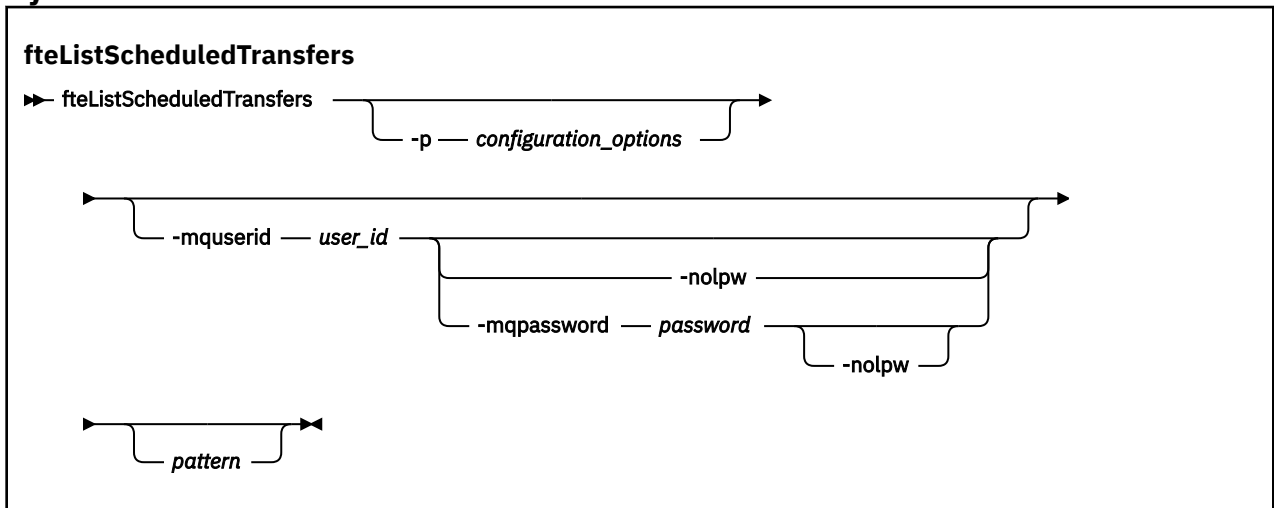 fteListScheduledTransfers
fteListScheduledTransfers
-p configuration_options
-mquserid user_id
-nolpw
-mqpassword password
-nolpw
pattern